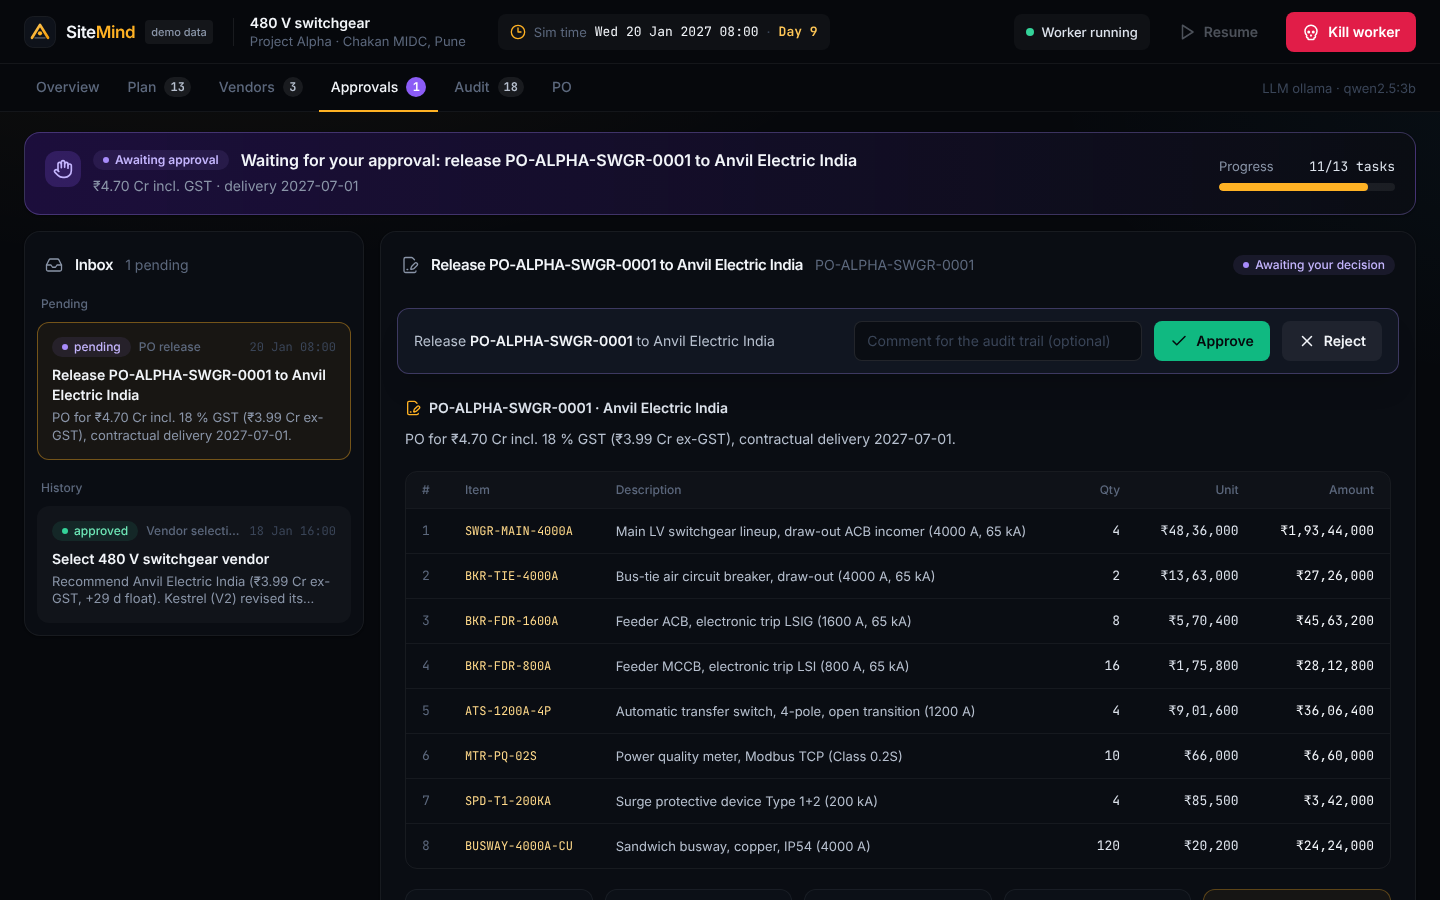 SiteMind demo data
480 V switchgear
Project Alpha · Chakan MIDC, Pune
Sim time Wed 20 Jan 2027 08:00 · Day 9
Worker running
Resume
Kill worker
Overview Plan 13 Vendors 3 Approvals 1 Audit 18 PO
LLM ollama · qwen2.5:3b
Awaiting approval Waiting for your approval: release PO-ALPHA-SWGR-0001 to Anvil Electric India
₹4.70 Cr incl. GST · delivery 2027-07-01
Progress 11/13 tasks
Inbox 1 pending
Pending
pending PO release 20 Jan 08:00
Release PO-ALPHA-SWGR-0001 to Anvil
Electric India
PO for ₹4.70 Cr incl. 18 % GST (₹3.99 Cr ex-
GST), contractual delivery 2027-07-01.
History
approved Vendor selecti... 18 Jan 16:00
Select 480 V switchgear vendor
Recommend Anvil Electric India (₹3.99 Cr ex-
GST, +29 d float). Kestrel (V2) revised its...
Release PO-ALPHA-SWGR-0001 to Anvil Electric India PO-ALPHA-SWGR-0001
Awaiting your decision
Release PO-ALPHA-SWGR-0001 to Anvil Electric India
Comment for the audit trail (optional)
Approve
Reject
PO-ALPHA-SWGR-0001 · Anvil Electric India
PO for ₹4.70 Cr incl. 18 % GST (₹3.99 Cr ex-GST), contractual delivery 2027-07-01.
# Item Description Qty Unit Amount
1 SWGR-MAIN-4000A Main LV switchgear lineup, draw-out ACB incomer (4000 A, 65 kA) 4 ₹48,36,000 ₹1,93,44,000
2 BKR-TIE-4000A Bus-tie air circuit breaker, draw-out (4000 A, 65 kA) 2 ₹13,63,000 ₹27,26,000
3 BKR-FDR-1600A Feeder ACB, electronic trip LSIG (1600 A, 65 kA) 8 ₹5,70,400 ₹45,63,200
4 BKR-FDR-800A Feeder MCCB, electronic trip LSI (800 A, 65 kA) 16 ₹1,75,800 ₹28,12,800
5 ATS-1200A-4P Automatic transfer switch, 4-pole, open transition (1200 A) 4 ₹9,01,600 ₹36,06,400
6 MTR-PQ-02S Power quality meter, Modbus TCP (Class 0.2S) 10 ₹66,000 ₹6,60,000
7 SPD-T1-200KA Surge protective device Type 1+2 (200 kA) 4 ₹85,500 ₹3,42,000
8 BUSWAY-4000A-CU Sandwich busway, copper, IP54 (4000 A) 120 ₹20,200 ₹24,24,000